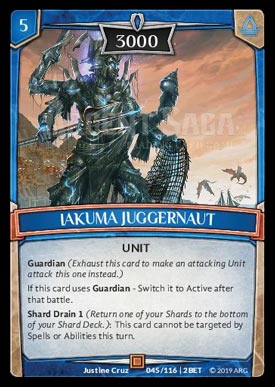 5
3000
IAKUMA JUGGERNAUT
UNIT
Guardian (Exhaust this card to make an attacking Unit
attack this one instead.)
If this card uses Guardian - Switch it to Active after
that battle.
Shard Drain 1 (Return one of your Shards to the bottom
of your Shard Deck.): This card cannot be targeted by
Spells or Abilities this turn.
Justine Cruz 045/116 | 2BET © 2019 ARG